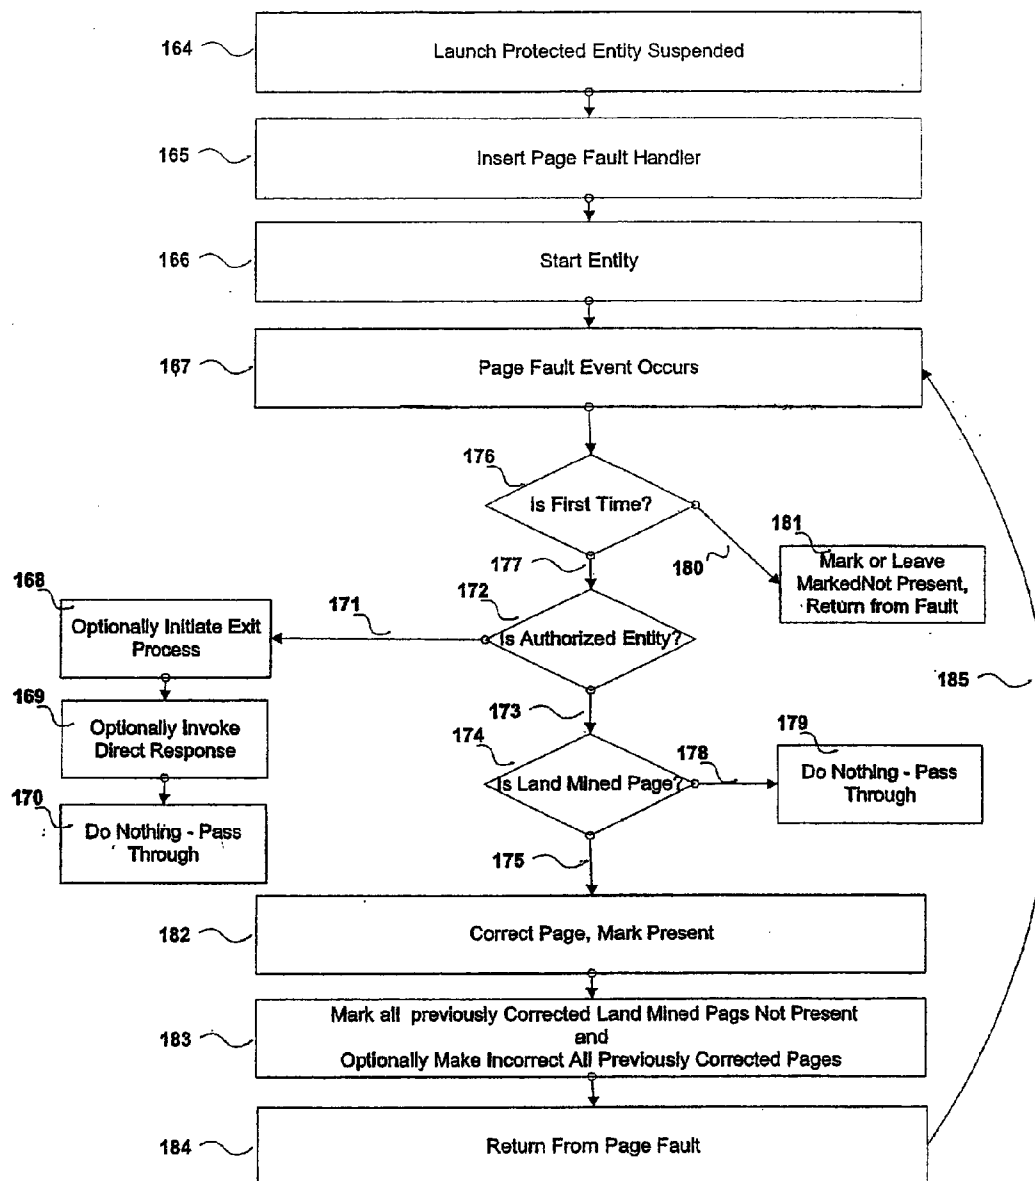 164
Launch Protected Entity Suspended
165
Insert Page Fault Handler
166
Start Entity
167
Page Fault Event Occurs
176
Is First Time?
177
180
181
Mark or Leave
MarkedNot Present,
Return from Fault
168
Optionally Initiate Exit
Process
171
172
Is Authorized Entity?
185
169
Optionally Invoke
Direct Response
173
174
Is Land Mined Page?
178
179
Do Nothing - Pass
Through
170
Do Nothing - Pass
Through
175
182
Correct Page, Mark Present
183
Mark all previously Corrected Land Mined Pags Not Present
and
Optionally Make Incorrect All Previously Corrected Pages
184
Return From Page Fault